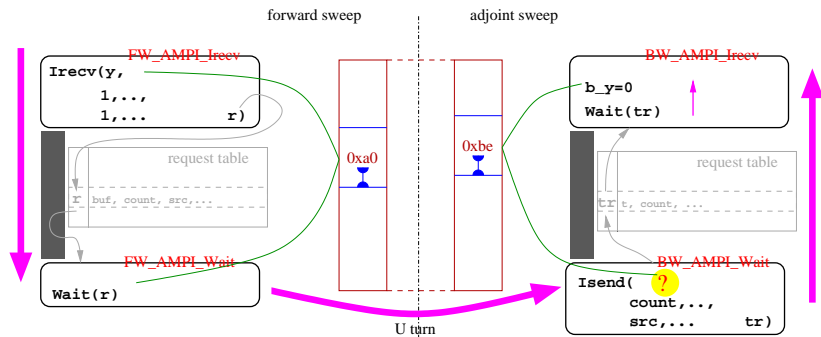 forward sweep
adjoint sweep
FW_AMPI_Irecv
Irecv(y,
1,..,
1,... r)
request table
r buf, count, src,...
FW_AMPI_Wait
Wait(r)
0xa0
0xbe
BW_AMPI_Irecv
b_y=0
Wait(tr)
request table
tr t, count, ...
BW_AMPI_Wait
Isend( ?
count,..,
src,... tr)
U turn